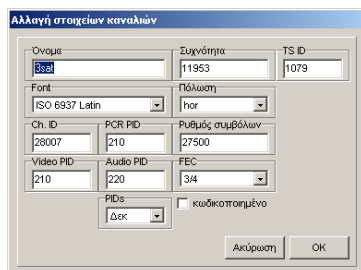 Αλλαγή στοιχείων καναλιών
Όνομα Συχνότητα TS ID
3sat 11953 1079
Font Πόλωση
ISO 6937 Latin hor
Ch. ID PCR PID Ρυθμός συμβόλων
28007 210 27500
Video PID Audio PID FEC
210 220 3/4
PIDs
Δεκ κωδικοποιημένο
Ακύρωση OK